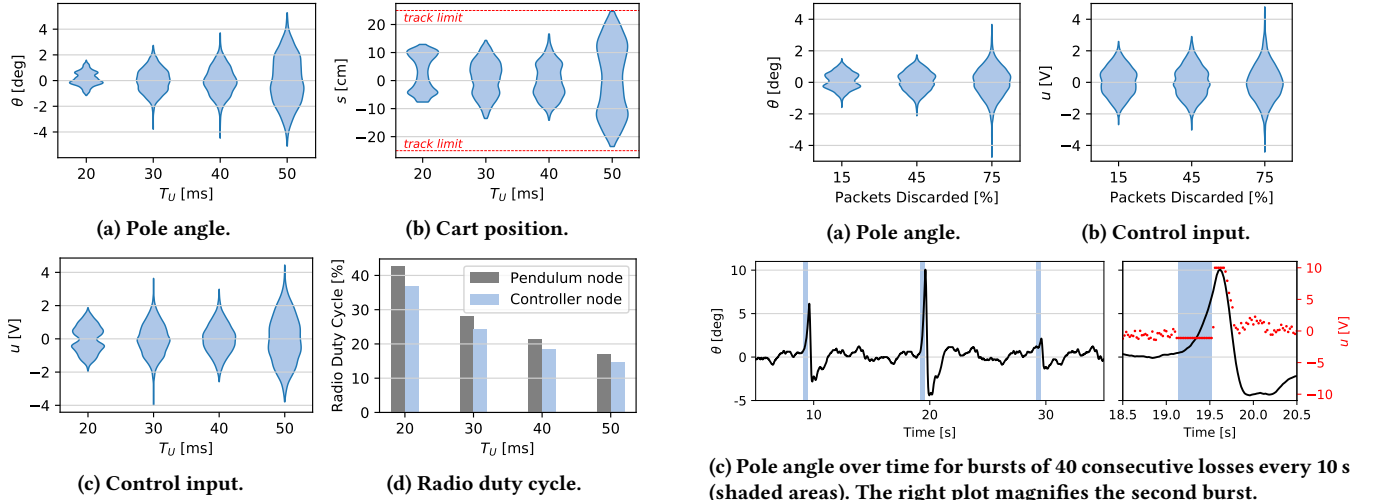 4
2
0
-2
-4
θ [deg]
20 30 40 50
T_U [ms]
(a) Pole angle.
track limit
20
10
0
−10
−20
s [cm]
track limit
20 30 40 50
T_U [ms]
(b) Cart position.
4
2
0
−2
−4
u [V]
20 30 40 50
T_U [ms]
(c) Control input.
Pendulum node
Controller node
40
30
20
10
0
Radio Duty Cycle [%]
20 30 40 50
T_U [ms]
(d) Radio duty cycle.
4
2
0
-2
-4
θ [deg]
15 45 75
Packets Discarded [%]
(a) Pole angle.
4
2
0
−2
−4
u [V]
15 45 75
Packets Discarded [%]
(b) Control input.
10
5
0
-5
θ [deg]
10 20 30
Time [s]
10
5
0
−5
−10
u [V]
18.5 19.0 19.5 20.0 20.5
Time [s]
(c) Pole angle over time for bursts of 40 consecutive losses every 10 s
(shaded areas). The right plot magnifies the second burst.